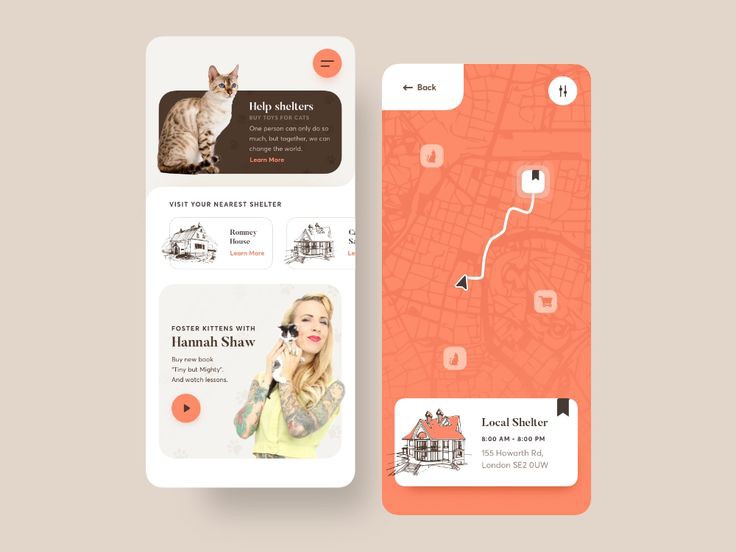 Help shelters
BUY TOYS FOR CATS
One person can only do so
much, but together, we can
change the world.
Learn More
VISIT YOUR NEAREST SHELTER
Romney
House
Learn More
FOSTER KITTENS WITH
Hannah Shaw
Buy new book
"Tiny but Mighty".
And watch lessons.
Back
Local Shelter
8:00 AM - 8:00 PM
155 Howarth Rd,
London SE2 0UW